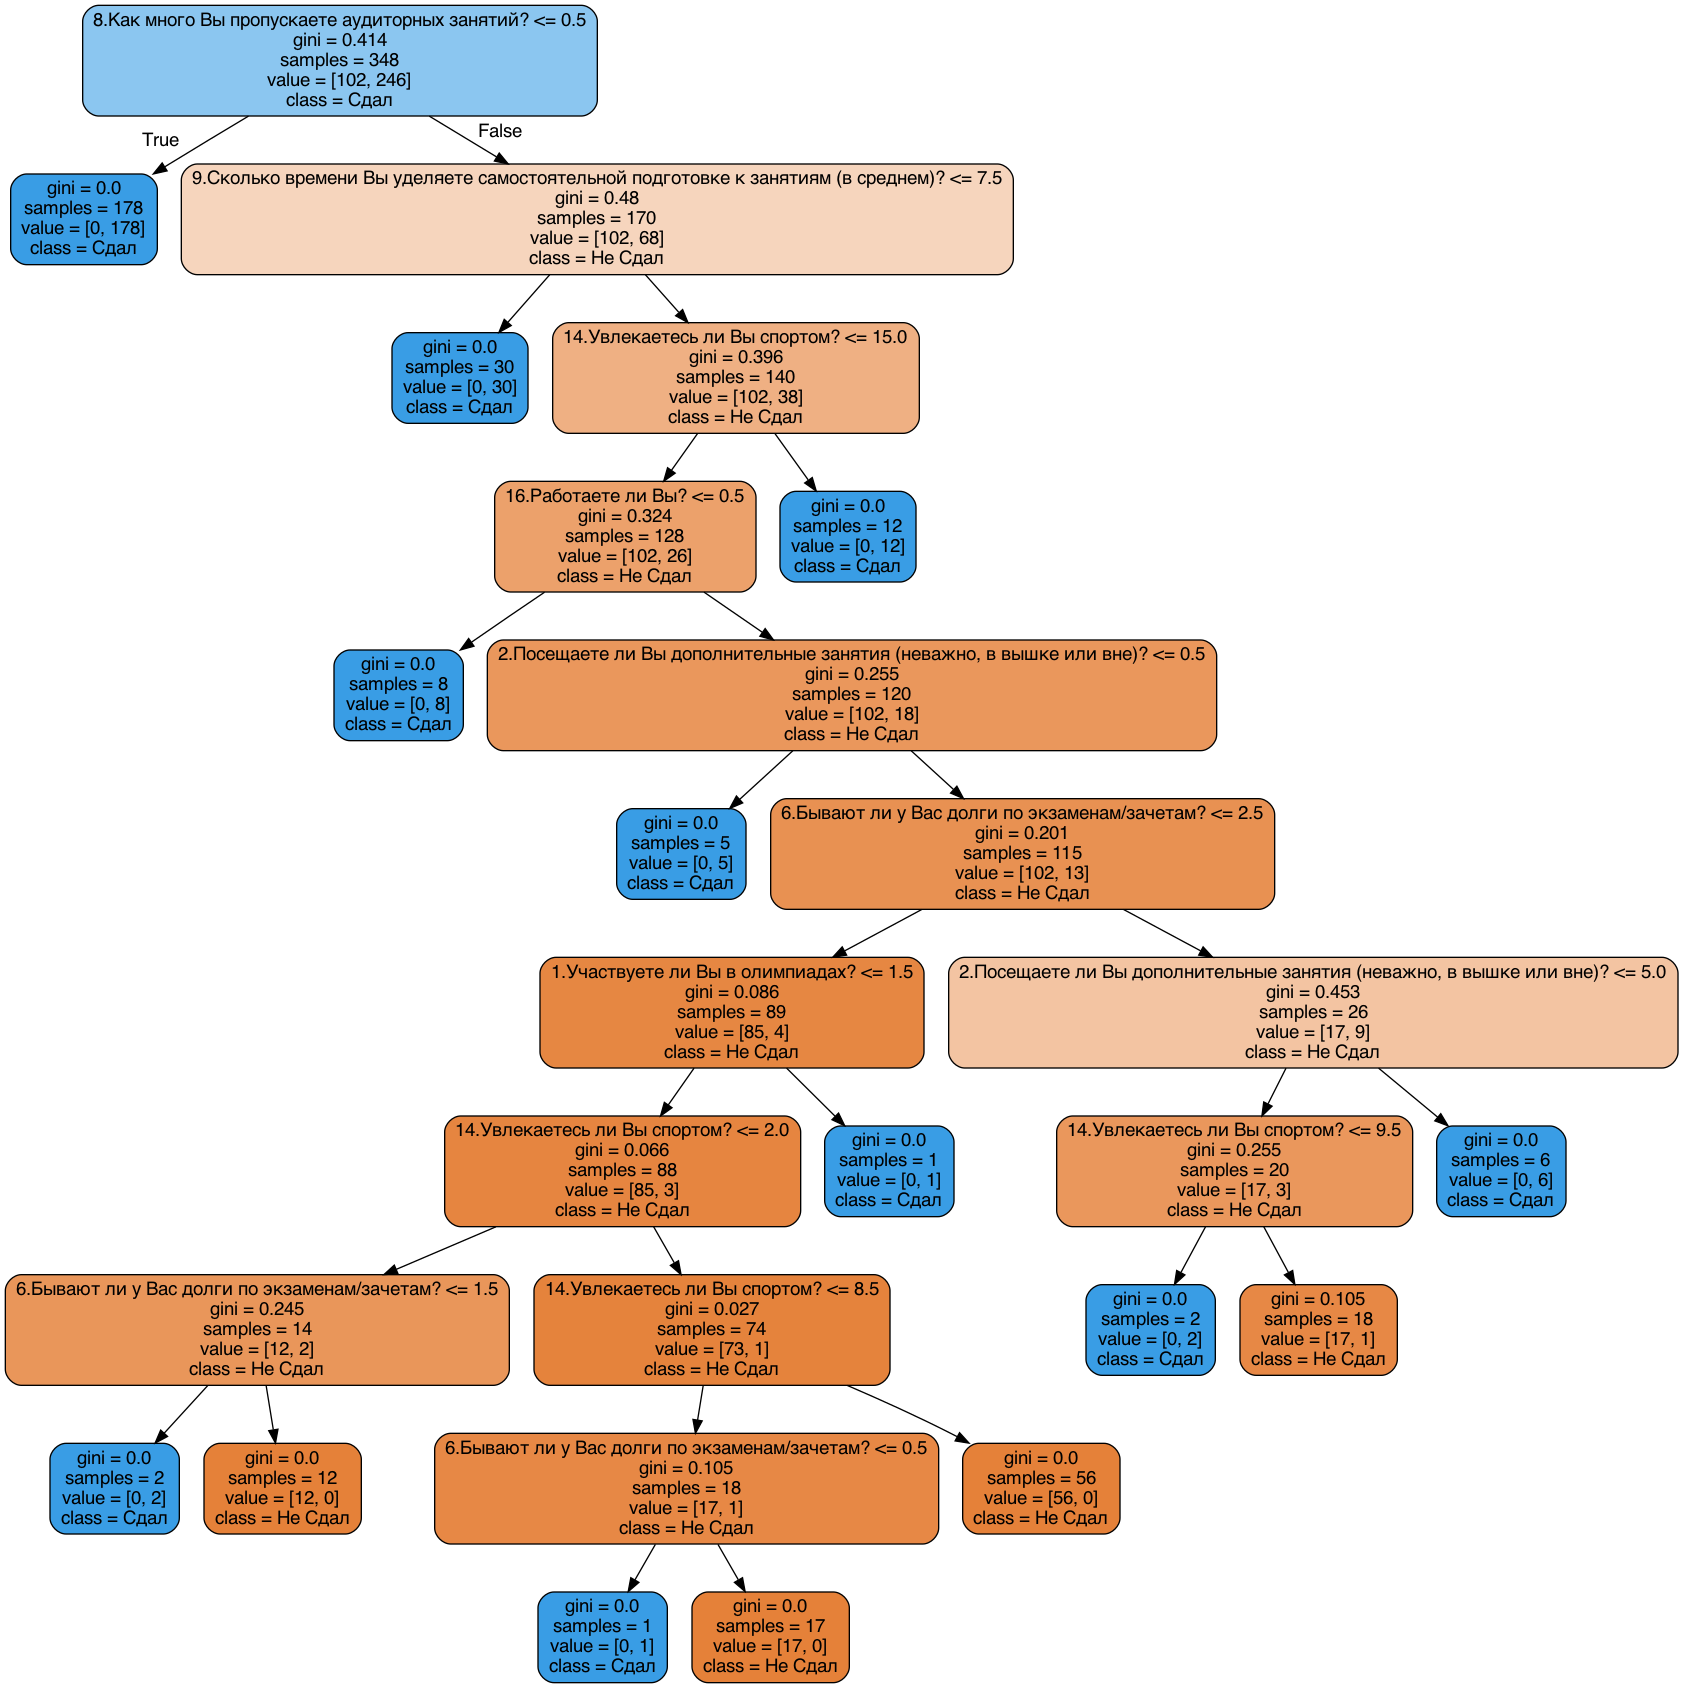 8.Как много Вы пропускаете аудиторных занятий? <= 0.5
gini = 0.414
samples = 348
value = [102, 246]
class = Сдал
True
False
gini = 0.0
samples = 178
value = [0, 178]
class = Сдал
9.Сколько времени Вы уделяете самостоятельной подготовке к занятиям (в среднем)? <= 7.5
gini = 0.48
samples = 170
value = [102, 68]
class = Не Сдал
gini = 0.0
samples = 30
value = [0, 30]
class = Сдал
14.Увлекаетесь ли Вы спортом? <= 15.0
gini = 0.396
samples = 140
value = [102, 38]
class = Не Сдал
16.Работаете ли Вы? <= 0.5
gini = 0.324
samples = 128
value = [102, 26]
class = Не Сдал
gini = 0.0
samples = 12
value = [0, 12]
class = Сдал
gini = 0.0
samples = 8
value = [0, 8]
class = Сдал
2.Посещаете ли Вы дополнительные занятия (неважно, в вышке или вне)? <= 0.5
gini = 0.255
samples = 120
value = [102, 18]
class = Не Сдал
gini = 0.0
samples = 5
value = [0, 5]
class = Сдал
6.Бывают ли у Вас долги по экзаменам/зачетам? <= 2.5
gini = 0.201
samples = 115
value = [102, 13]
class = Не Сдал
1.Участвуете ли Вы в олимпиадах? <= 1.5
gini = 0.086
samples = 89
value = [85, 4]
class = Не Сдал
2.Посещаете ли Вы дополнительные занятия (неважно, в вышке или вне)? <= 5.0
gini = 0.453
samples = 26
value = [17, 9]
class = Не Сдал
14.Увлекаетесь ли Вы спортом? <= 2.0
gini = 0.066
samples = 88
value = [85, 3]
class = Не Сдал
gini = 0.0
samples = 1
value = [0, 1]
class = Сдал
14.Увлекаетесь ли Вы спортом? <= 9.5
gini = 0.255
samples = 20
value = [17, 3]
class = Не Сдал
gini = 0.0
samples = 6
value = [0, 6]
class = Сдал
6.Бывают ли у Вас долги по экзаменам/зачетам? <= 1.5
gini = 0.245
samples = 14
value = [12, 2]
class = Не Сдал
14.Увлекаетесь ли Вы спортом? <= 8.5
gini = 0.027
samples = 74
value = [73, 1]
class = Не Сдал
gini = 0.0
samples = 2
value = [0, 2]
class = Сдал
gini = 0.105
samples = 18
value = [17, 1]
class = Не Сдал
gini = 0.0
samples = 2
value = [0, 2]
class = Сдал
gini = 0.0
samples = 12
value = [12, 0]
class = Не Сдал
6.Бывают ли у Вас долги по экзаменам/зачетам? <= 0.5
gini = 0.105
samples = 18
value = [17, 1]
class = Не Сдал
gini = 0.0
samples = 56
value = [56, 0]
class = Не Сдал
gini = 0.0
samples = 1
value = [0, 1]
class = Сдал
gini = 0.0
samples = 17
value = [17, 0]
class = Не Сдал